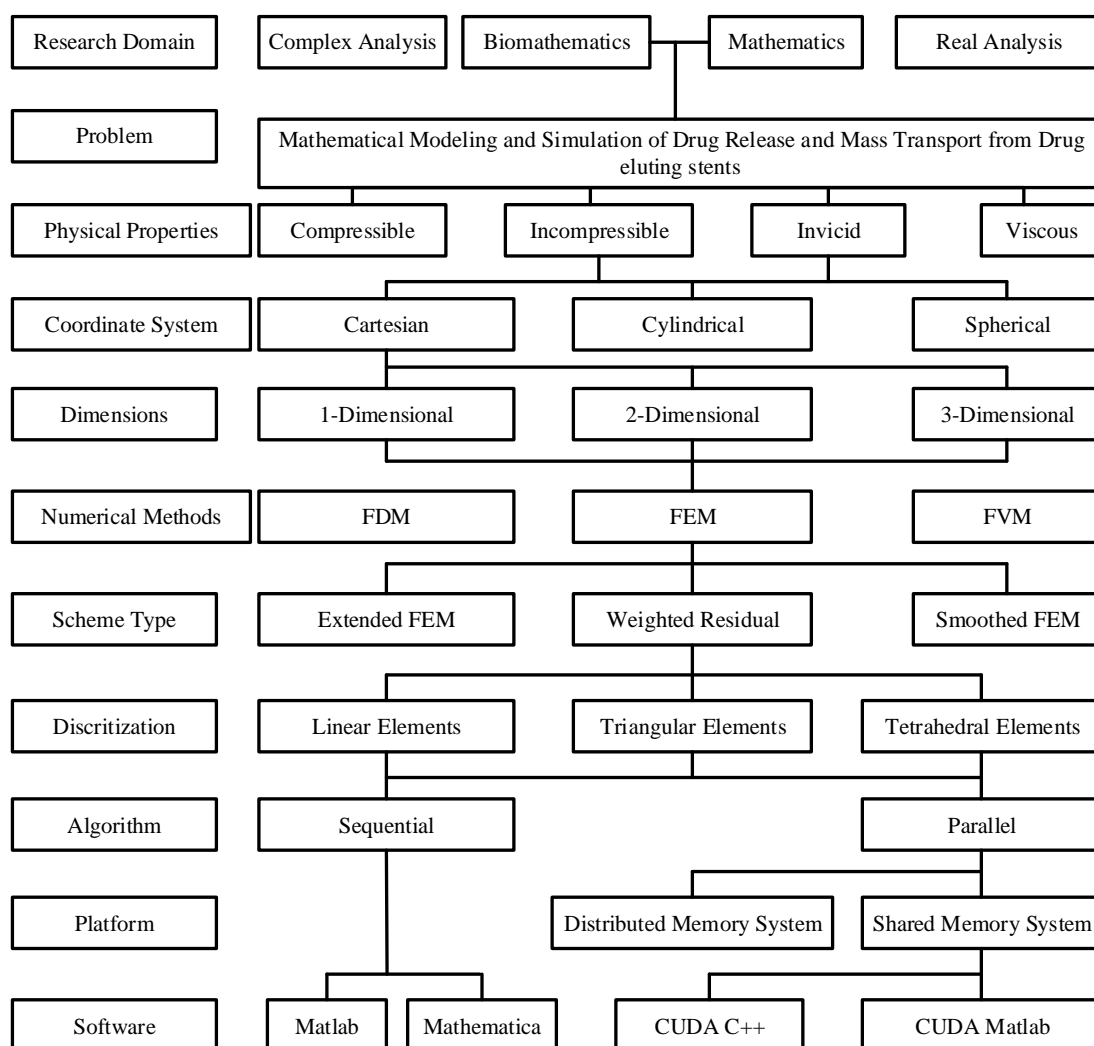 Research Domain
Complex Analysis
Biomathematics
Mathematics
Real Analysis
Problem
Mathematical Modeling and Simulation of Drug Release and Mass Transport from Drug
eluting stents
Physical Properties
Compressible
Incompressible
Invicid
Viscous
Coordinate System
Cartesian
Cylindrical
Spherical
Dimensions
1-Dimensional
2-Dimensional
3-Dimensional
Numerical Methods
FDM
FEM
FVM
Scheme Type
Extended FEM
Weighted Residual
Smoothed FEM
Discritization
Linear Elements
Triangular Elements
Tetrahedral Elements
Algorithm
Sequential
Parallel
Platform
Distributed Memory System
Shared Memory System
Software
Matlab
Mathematica
CUDA C++
CUDA Matlab